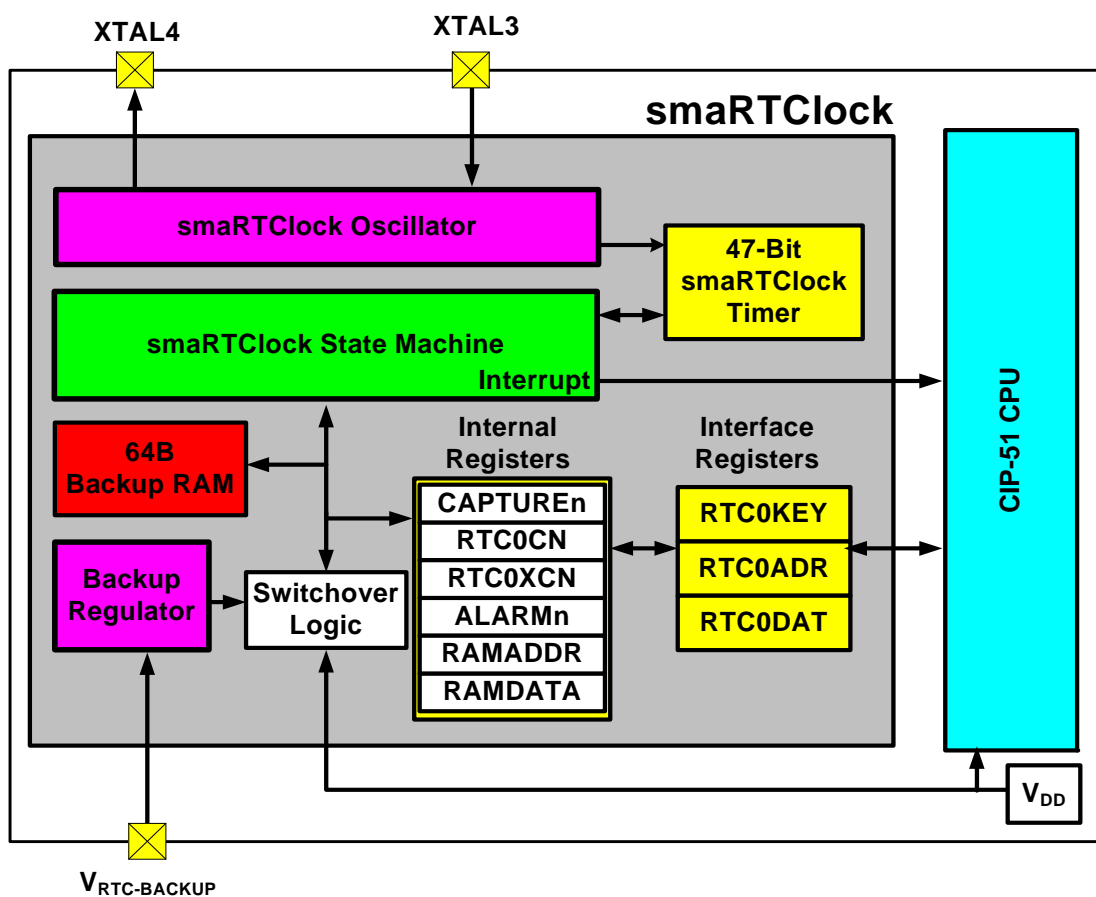 XTAL4
XTAL3
smaRTClock
smaRTClock Oscillator
47-Bit
smaRTClock
Timer
smaRTClock State Machine
Interrupt
CIP-51 CPU
64B
Backup RAM
Internal
Registers
Interface
Registers
CAPTUREn
RTC0CN
RTC0XCN
ALARMn
RAMADDR
RAMDATA
RTC0KEY
RTC0ADR
RTC0DAT
Backup
Regulator
Switchover
Logic
VDD
VRTC-BACKUP